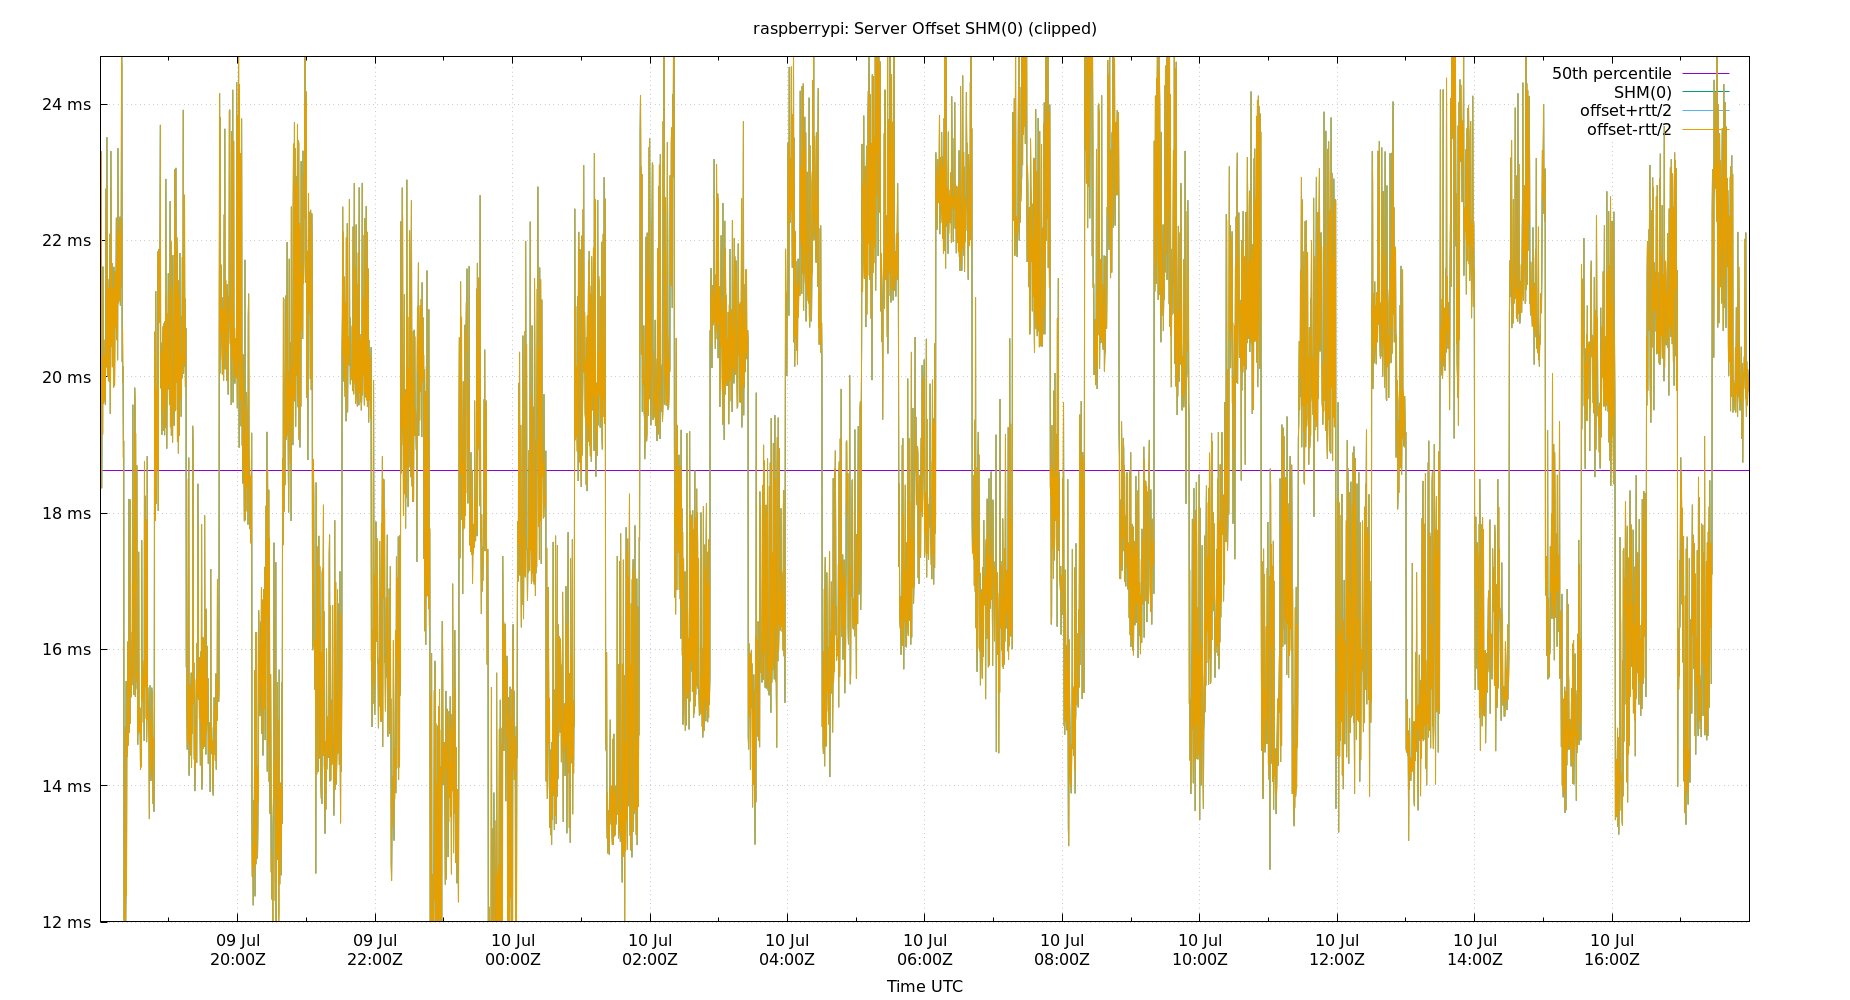 raspberrypi: Server Offset SHM(0) (clipped)
50th percentile
SHM(0)
offset+rtt/2
offset-rtt/2
24 ms
22 ms
20 ms
18 ms
16 ms
14 ms
12 ms
09 Jul 09 Jul 10 Jul 10 Jul 10 Jul 10 Jul 10 Jul 10 Jul 10 Jul 10 Jul 10 Jul
20:00Z 22:00Z 00:00Z 02:00Z 04:00Z 06:00Z 08:00Z 10:00Z 12:00Z 14:00Z 16:00Z
Time UTC